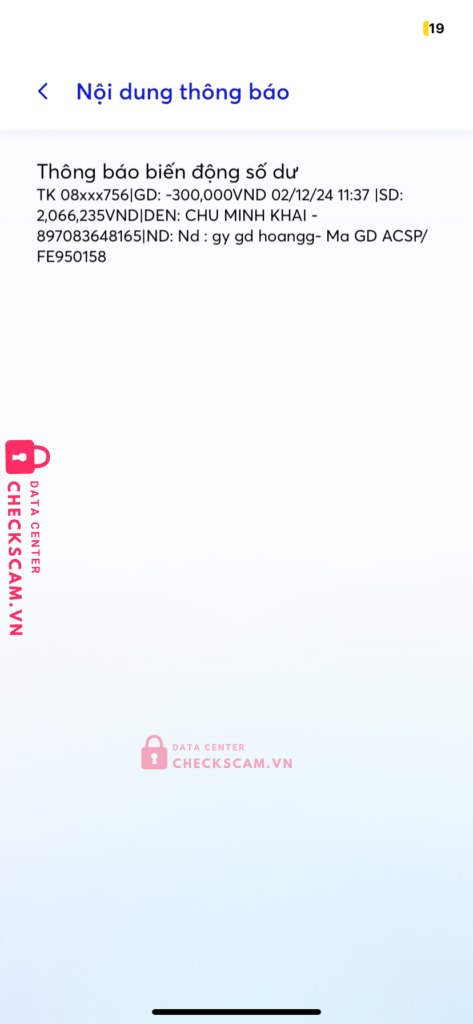 19
Nội dung thông báo
Thông báo biến động số dư
TK 08xxx756|GD: -300,000VND 02/12/24 11:37 |SD:
2,066,235VND|DEN: CHU MINH KHAI -
897083648165|ND: Nd : gy gd hoangg- Ma GD ACSP/
FE950158
DATA CENTER
CHECKSCAM.VN
DATA CENTER
CHECKSCAM.VN